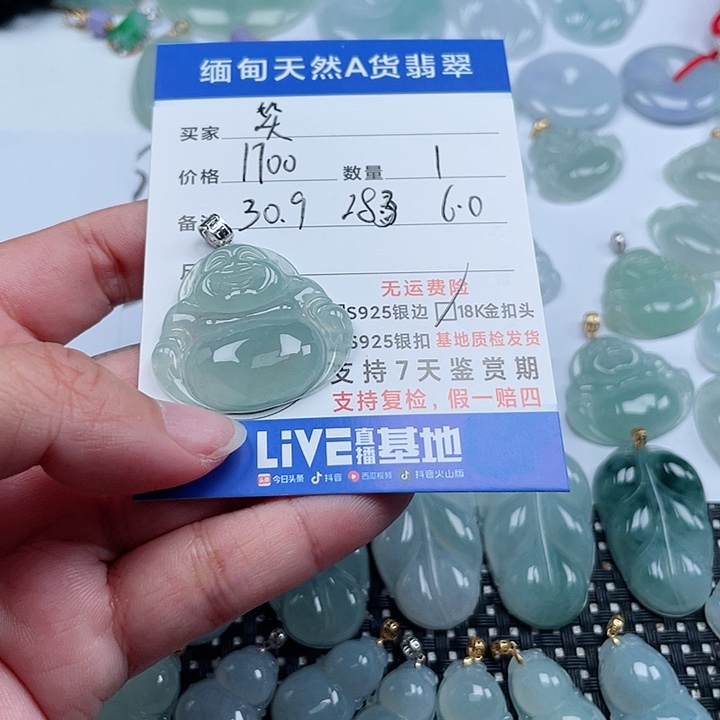 缅甸天然A货翡翠
买家 笑
价格 1700 数量 1
备 30.9 28 6.0
无运费险
S925银边 18K金扣头
S925银扣 基地质检发货
支持7天鉴赏期
支持复检，假一赔四
LiVE直播基地
头条 今日头条 抖音 西瓜视频 抖音火山版